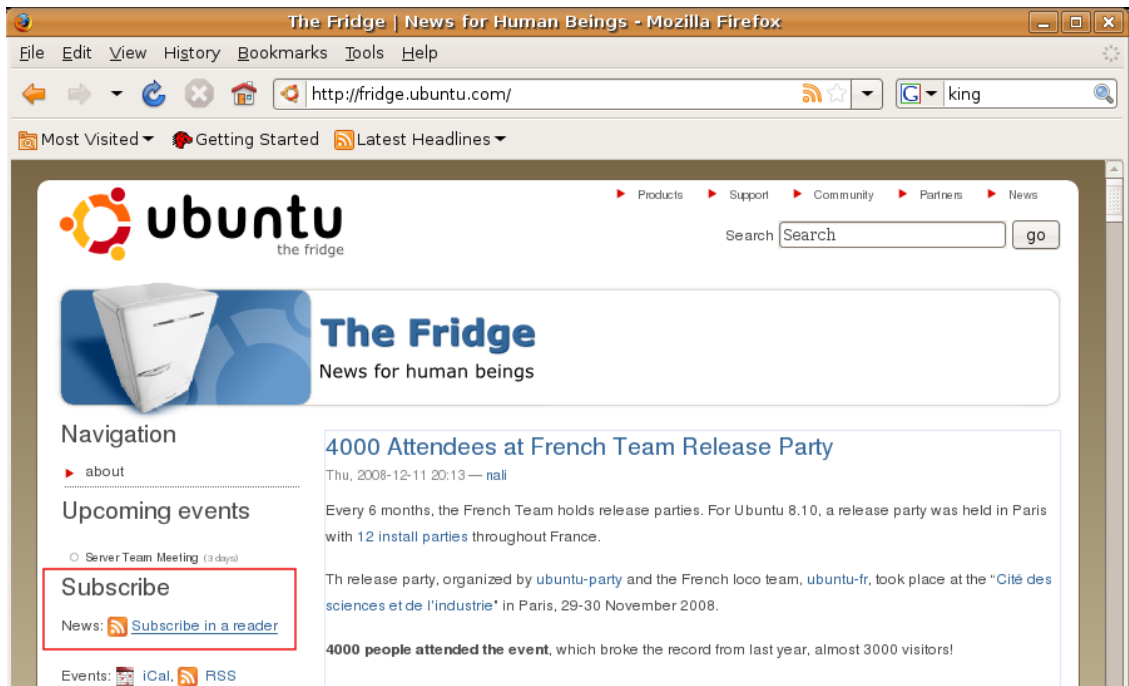 The Fridge | News for Human Beings - Mozilla Firefox
File Edit View History Bookmarks Tools Help
http://fridge.ubuntu.com/
G king
Most Visited Getting Started Latest Headlines
ubuntu
the fridge
Products Support Community Partners News
Search Search go
The Fridge
News for human beings
Navigation
about
Upcoming events
Server Team Meeting (3 days)
Subscribe
News: Subscribe in a reader
Events: iCal, RSS
4000 Attendees at French Team Release Party
Thu, 2008-12-11 20:13 — nali
Every 6 months, the French Team holds release parties. For Ubuntu 8.10, a release party was held in Paris
with 12 install parties throughout France.
Th release party, organized by ubuntu-party and the French loco team, ubuntu-fr, took place at the "Cité des
sciences et de l'industrie" in Paris, 29-30 November 2008.
4000 people attended the event, which broke the record from last year, almost 3000 visitors!